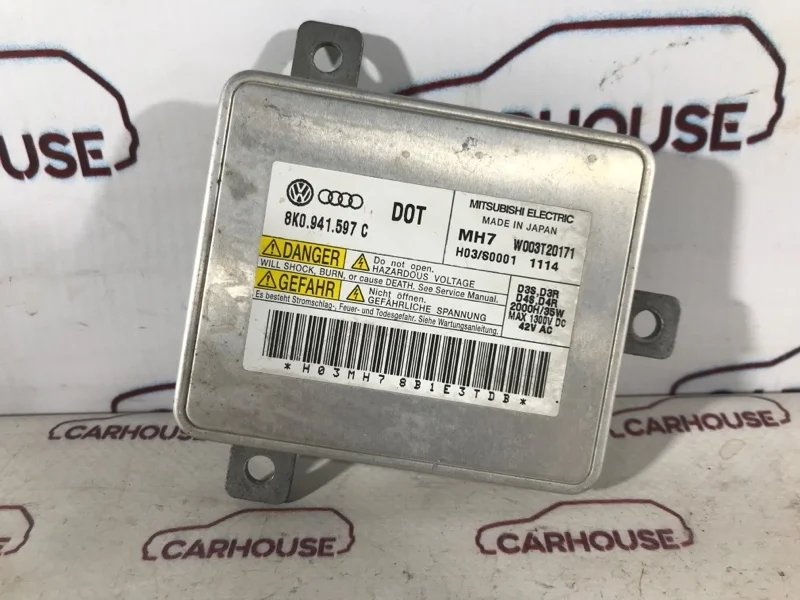 CARHOUSE
HOUSE
VW
8K0.941.597 C
DOT
MITSUBISHI ELECTRIC
MADE IN JAPAN
MH7 W003T20171
H03/S0001 1114
DANGER
Do not open.
HAZARDOUS VOLTAGE
WILL SHOCK, BURN, or cause DEATH. See Service Manual.
GEFAHR
Nicht öffnen.
GEFÄHRLICHE SPANNUNG
Es besteht Stromschlag-, Feuer- und Todesgefahr. Siehe Wartungsanleitung.
D3S,D3R
D4S,D4R
2000H/35W
MAX 1300V DC
42V AC
*H03MH78B1E3TDB*
CARHOUSE
CARHOUSE
CARHOUSE
CARHOUSE